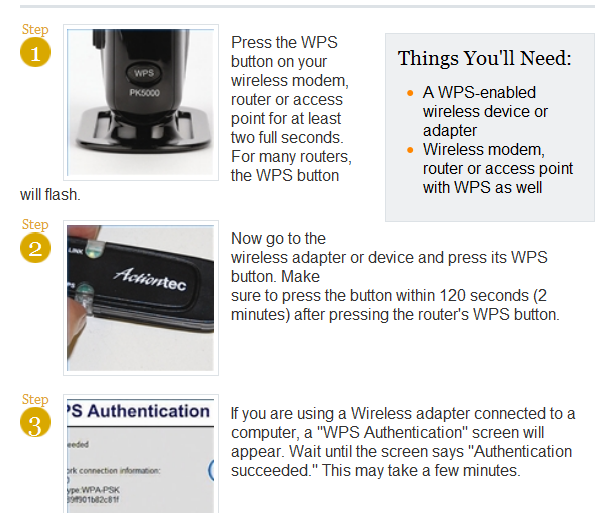 Step
1
WPS
PK5000
Press the WPS
button on your
wireless modem,
router or access
point for at least
two full seconds.
For many routers,
the WPS button
will flash.
Things You'll Need:
A WPS-enabled
wireless device or
adapter
Wireless modem,
router or access point
with WPS as well
Step
2
LINK
PS
Actiontec
Now go to the
wireless adapter or device and press its WPS
button. Make
sure to press the button within 120 seconds (2
minutes) after pressing the router's WPS button.
Step
3
PS Authentication
eeded
ork connection information:
ype:WPA-PSK
If you are using a Wireless adapter connected to a
computer, a "WPS Authentication" screen will
appear. Wait until the screen says "Authentication
succeeded." This may take a few minutes.